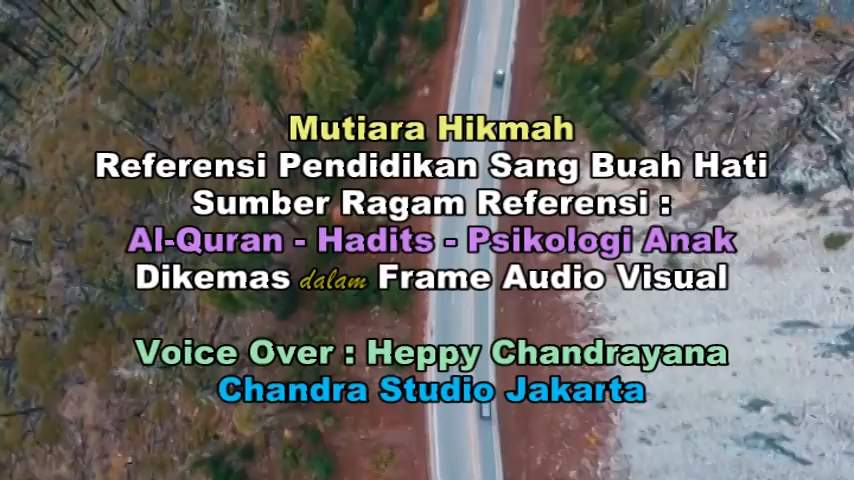 Mutiara Hikmah
Referensi Pendidikan Sang Buah Hati
Sumber Ragam Referensi :
Al-Quran - Hadits - Psikologi Anak
Dikemas dalam Frame Audio Visual
Voice Over : Heppy Chandrayana
Chandra Studio Jakarta